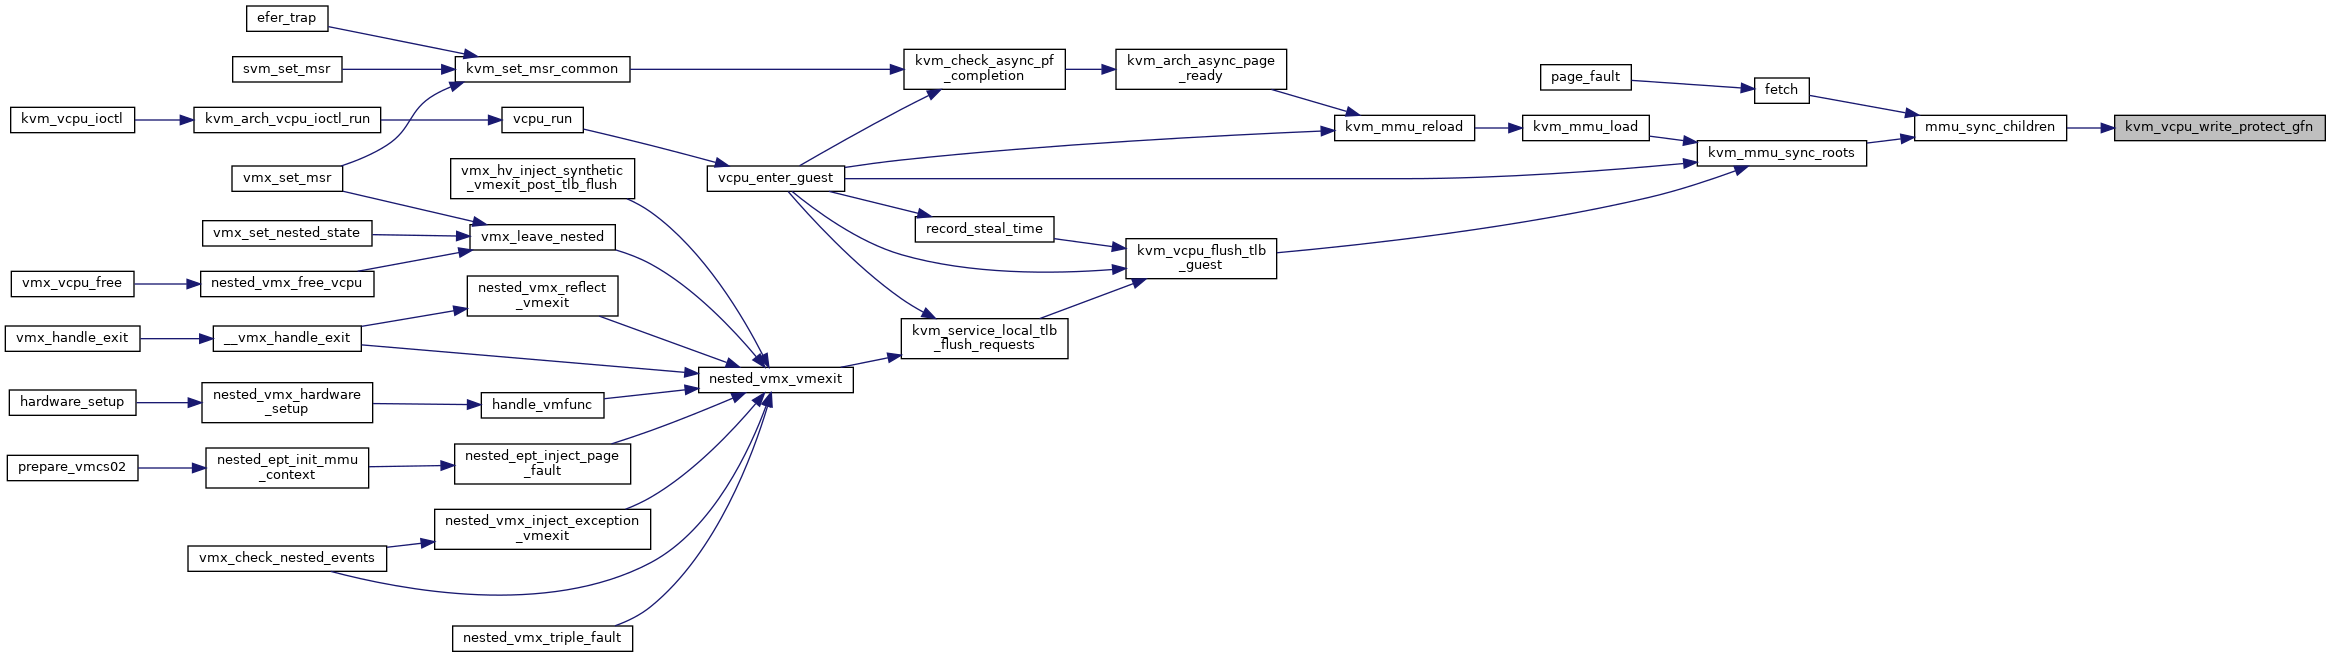 efer_trap
svm_set_msr
kvm_set_msr_common
kvm_check_async_pf
_completion
kvm_arch_async_page
_ready
page_fault
fetch
kvm_vcpu_ioctl
kvm_arch_vcpu_ioctl_run
vcpu_run
kvm_mmu_reload
kvm_mmu_load
mmu_sync_children
kvm_vcpu_write_protect_gfn
kvm_mmu_sync_roots
vmx_set_msr
vmx_hv_inject_synthetic
_vmexit_post_tlb_flush
vcpu_enter_guest
vmx_set_nested_state
vmx_leave_nested
record_steal_time
kvm_vcpu_flush_tlb
_guest
vmx_vcpu_free
nested_vmx_free_vcpu
nested_vmx_reflect
_vmexit
vmx_handle_exit
__vmx_handle_exit
kvm_service_local_tlb
_flush_requests
nested_vmx_vmexit
hardware_setup
nested_vmx_hardware
_setup
handle_vmfunc
prepare_vmcs02
nested_ept_init_mmu
_context
nested_ept_inject_page
_fault
nested_vmx_inject_exception
_vmexit
vmx_check_nested_events
nested_vmx_triple_fault